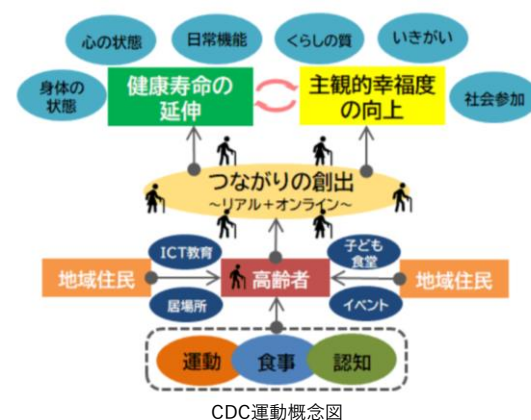 心の状態
日常機能
くらしの質
いきがい
身体の
状態
健康寿命の
延伸
主観的幸福度
の向上
社会参加
つながりの創出
~リアル+オンライン~
ICT教育
子ども
食堂
地域住民
高齢者
地域住民
居場所
イベント
運動
食事
認知
CDC運動概念図